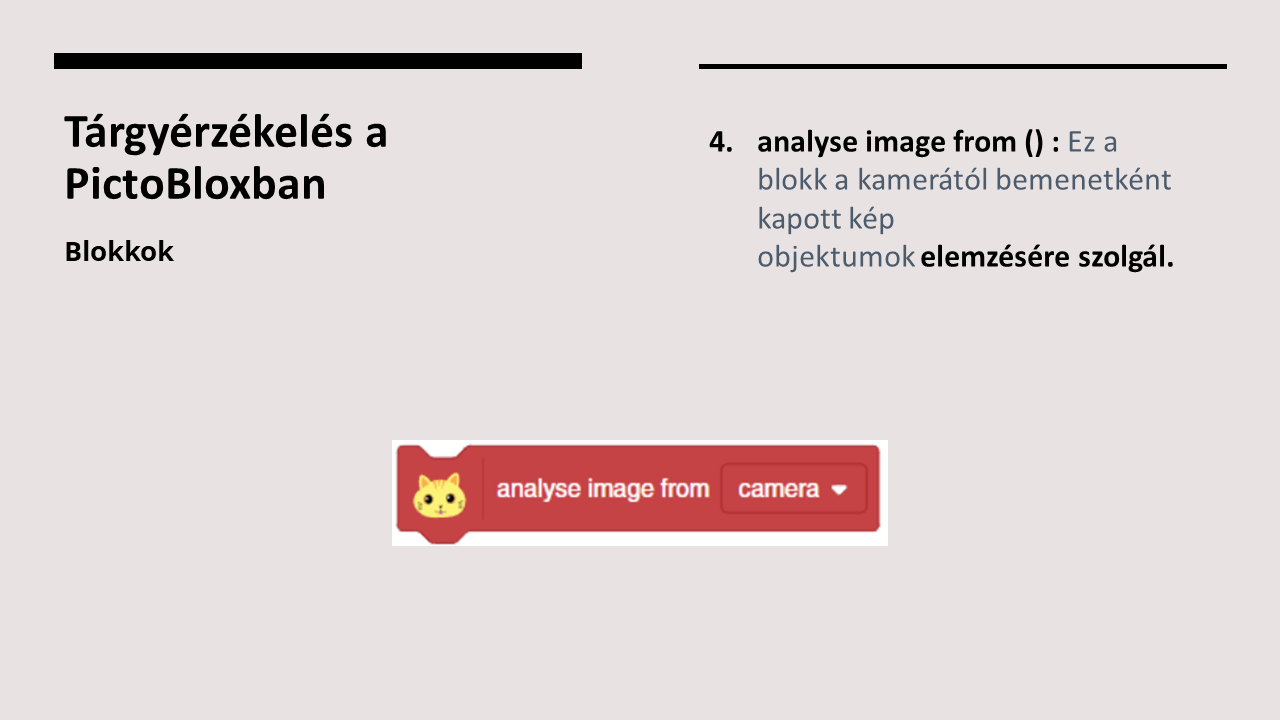 Tárgyérzékelés a
PictoBloxban
Blokkok
4. analyse image from () : Ez a
blokk a kamerától bemenetként
kapott kép
objektumok elemzésére szolgál.
analyse image from camera